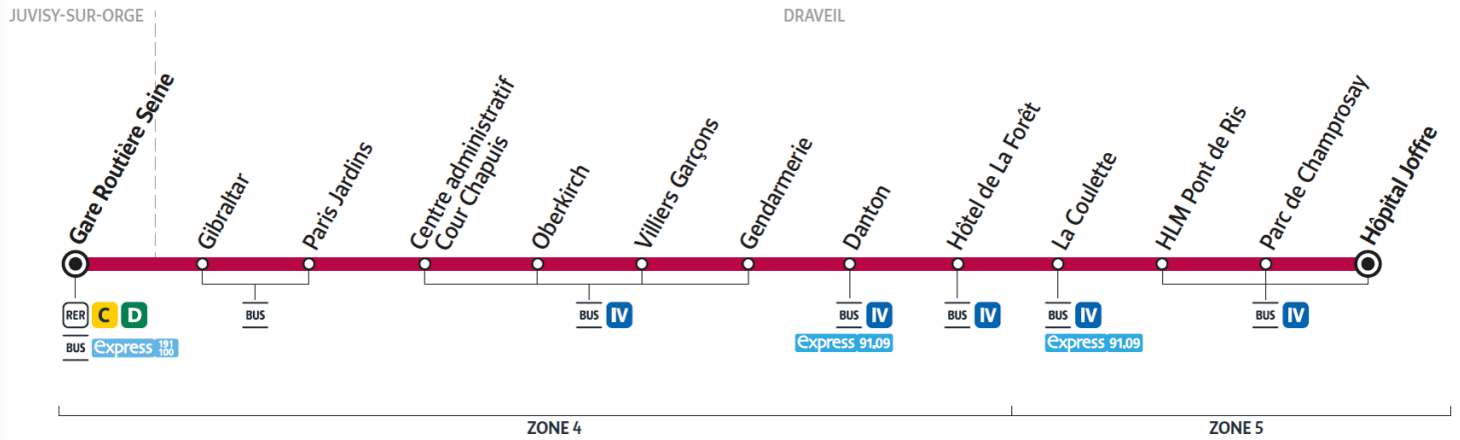 JUVISY-SUR-ORGE
DRAVEIL
Gare Routière Seine
Gibraltar
Paris Jardins
Centre administratif
Cour Chapuis
Oberkirch
Villiers Garçons
Gendarmerie
Danton
Hôtel de La Forêt
La Coulette
HLM Pont de Ris
Parc de Champrosay
Hôpital Joffre
RER C D
BUS express 191 100
BUS
BUS IV
BUS IV
express 91.09
BUS IV
BUS IV
express 91.09
BUS IV
ZONE 4
ZONE 5